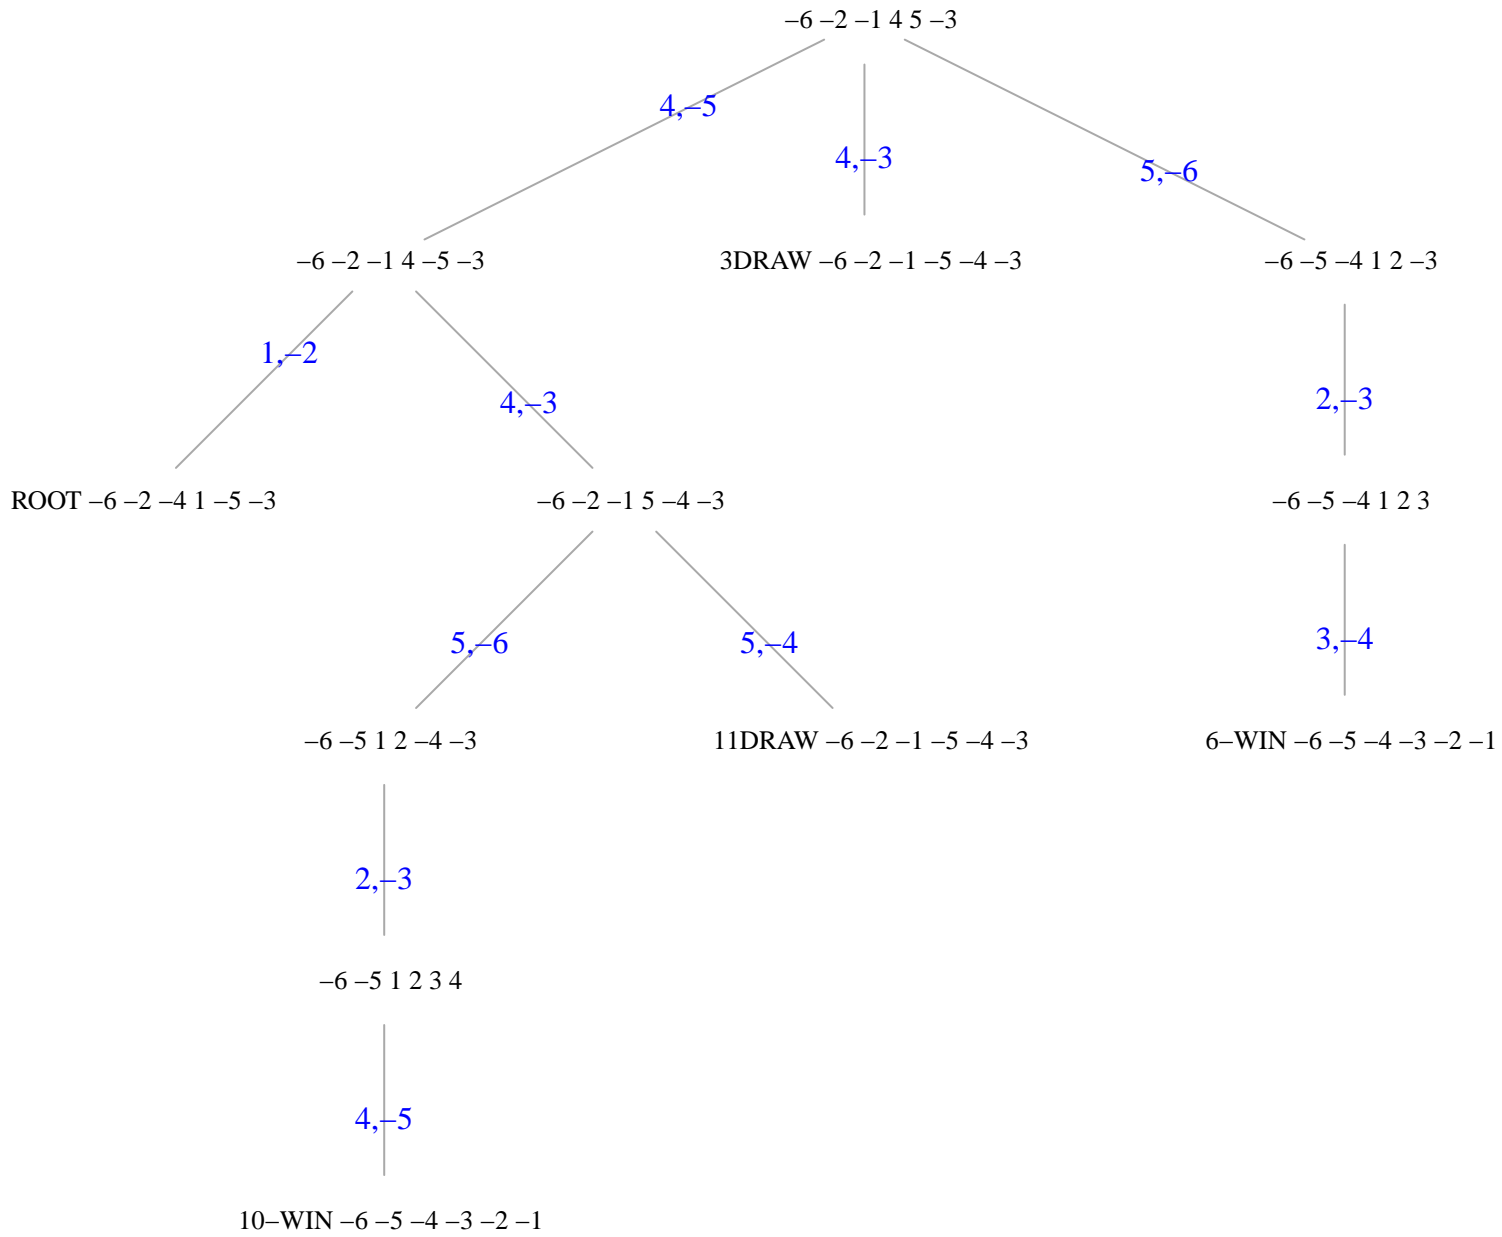 –6 –2 –1 4 5 –3
4,–5
4,–3
5,–6
–6 –2 –1 4 –5 –3
3DRAW –6 –2 –1 –5 –4 –3
–6 –5 –4 1 2 –3
1,–2
4,–3
2,–3
ROOT –6 –2 –4 1 –5 –3
–6 –2 –1 5 –4 –3
–6 –5 –4 1 2 3
5,–6
5,–4
3,–4
–6 –5 1 2 –4 –3
11DRAW –6 –2 –1 –5 –4 –3
6–WIN –6 –5 –4 –3 –2 –1
2,–3
–6 –5 1 2 3 4
4,–5
10–WIN –6 –5 –4 –3 –2 –1